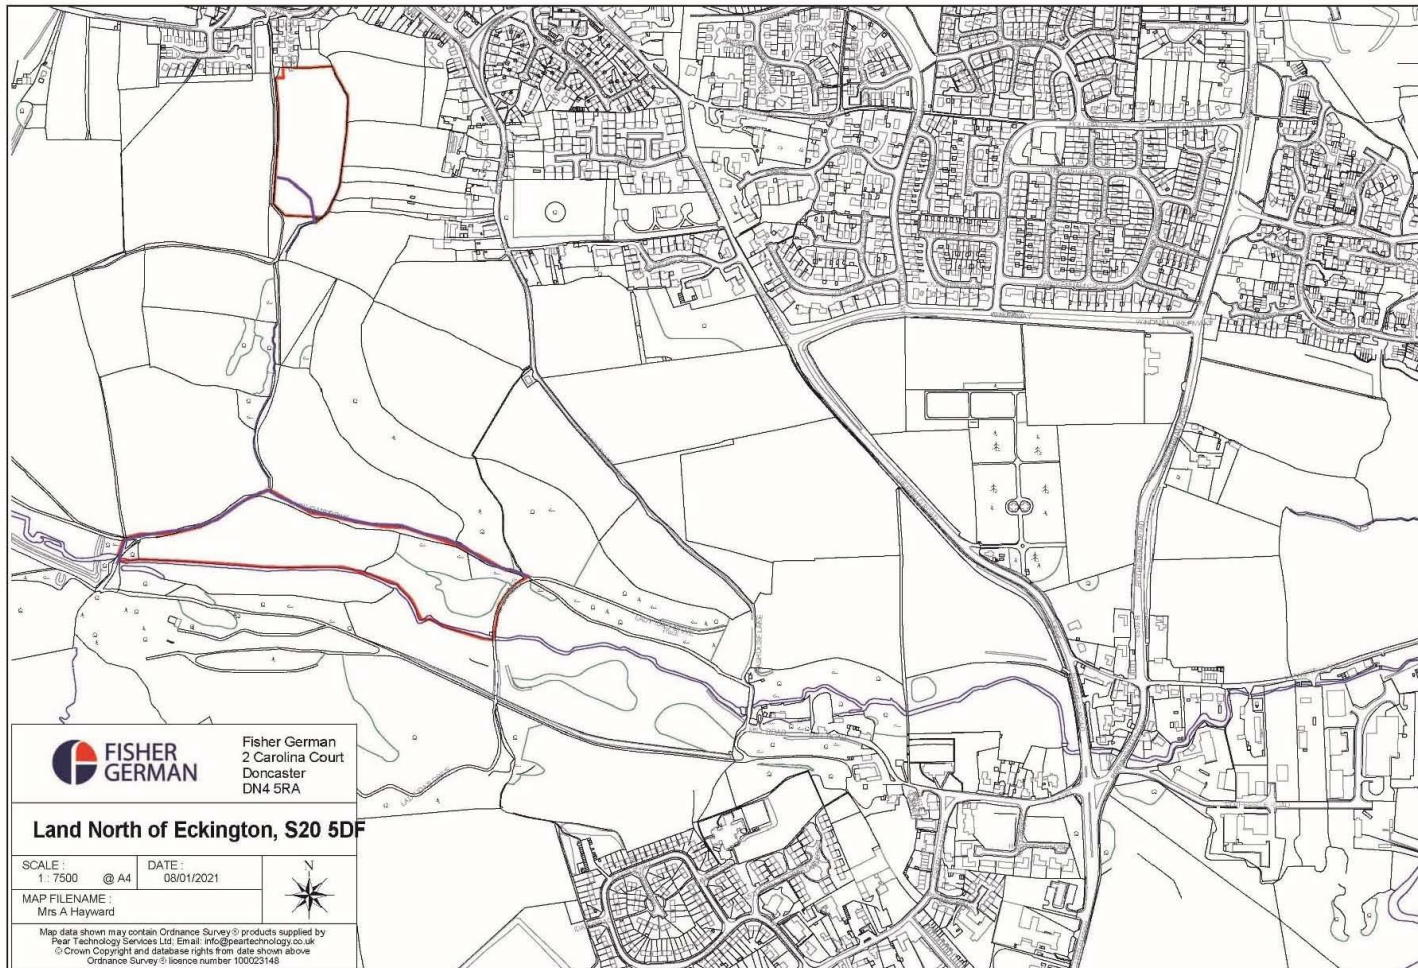 FISHER
GERMAN
Fisher German
2 Carolina Court
Doncaster
DN4 5RA
Land North of Eckington, S20 5DF
SCALE :
1 : 7500 @ A4
DATE :
08/01/2021
N
MAP FILENAME :
Mrs A Hayward
Map data shown may contain Ordnance Survey ® products supplied by
Pear Technology Services Ltd; Email: info@peartechnology.co.uk
© Crown Copyright and database rights from date shown above
Ordnance Survey ® licence number 100023148